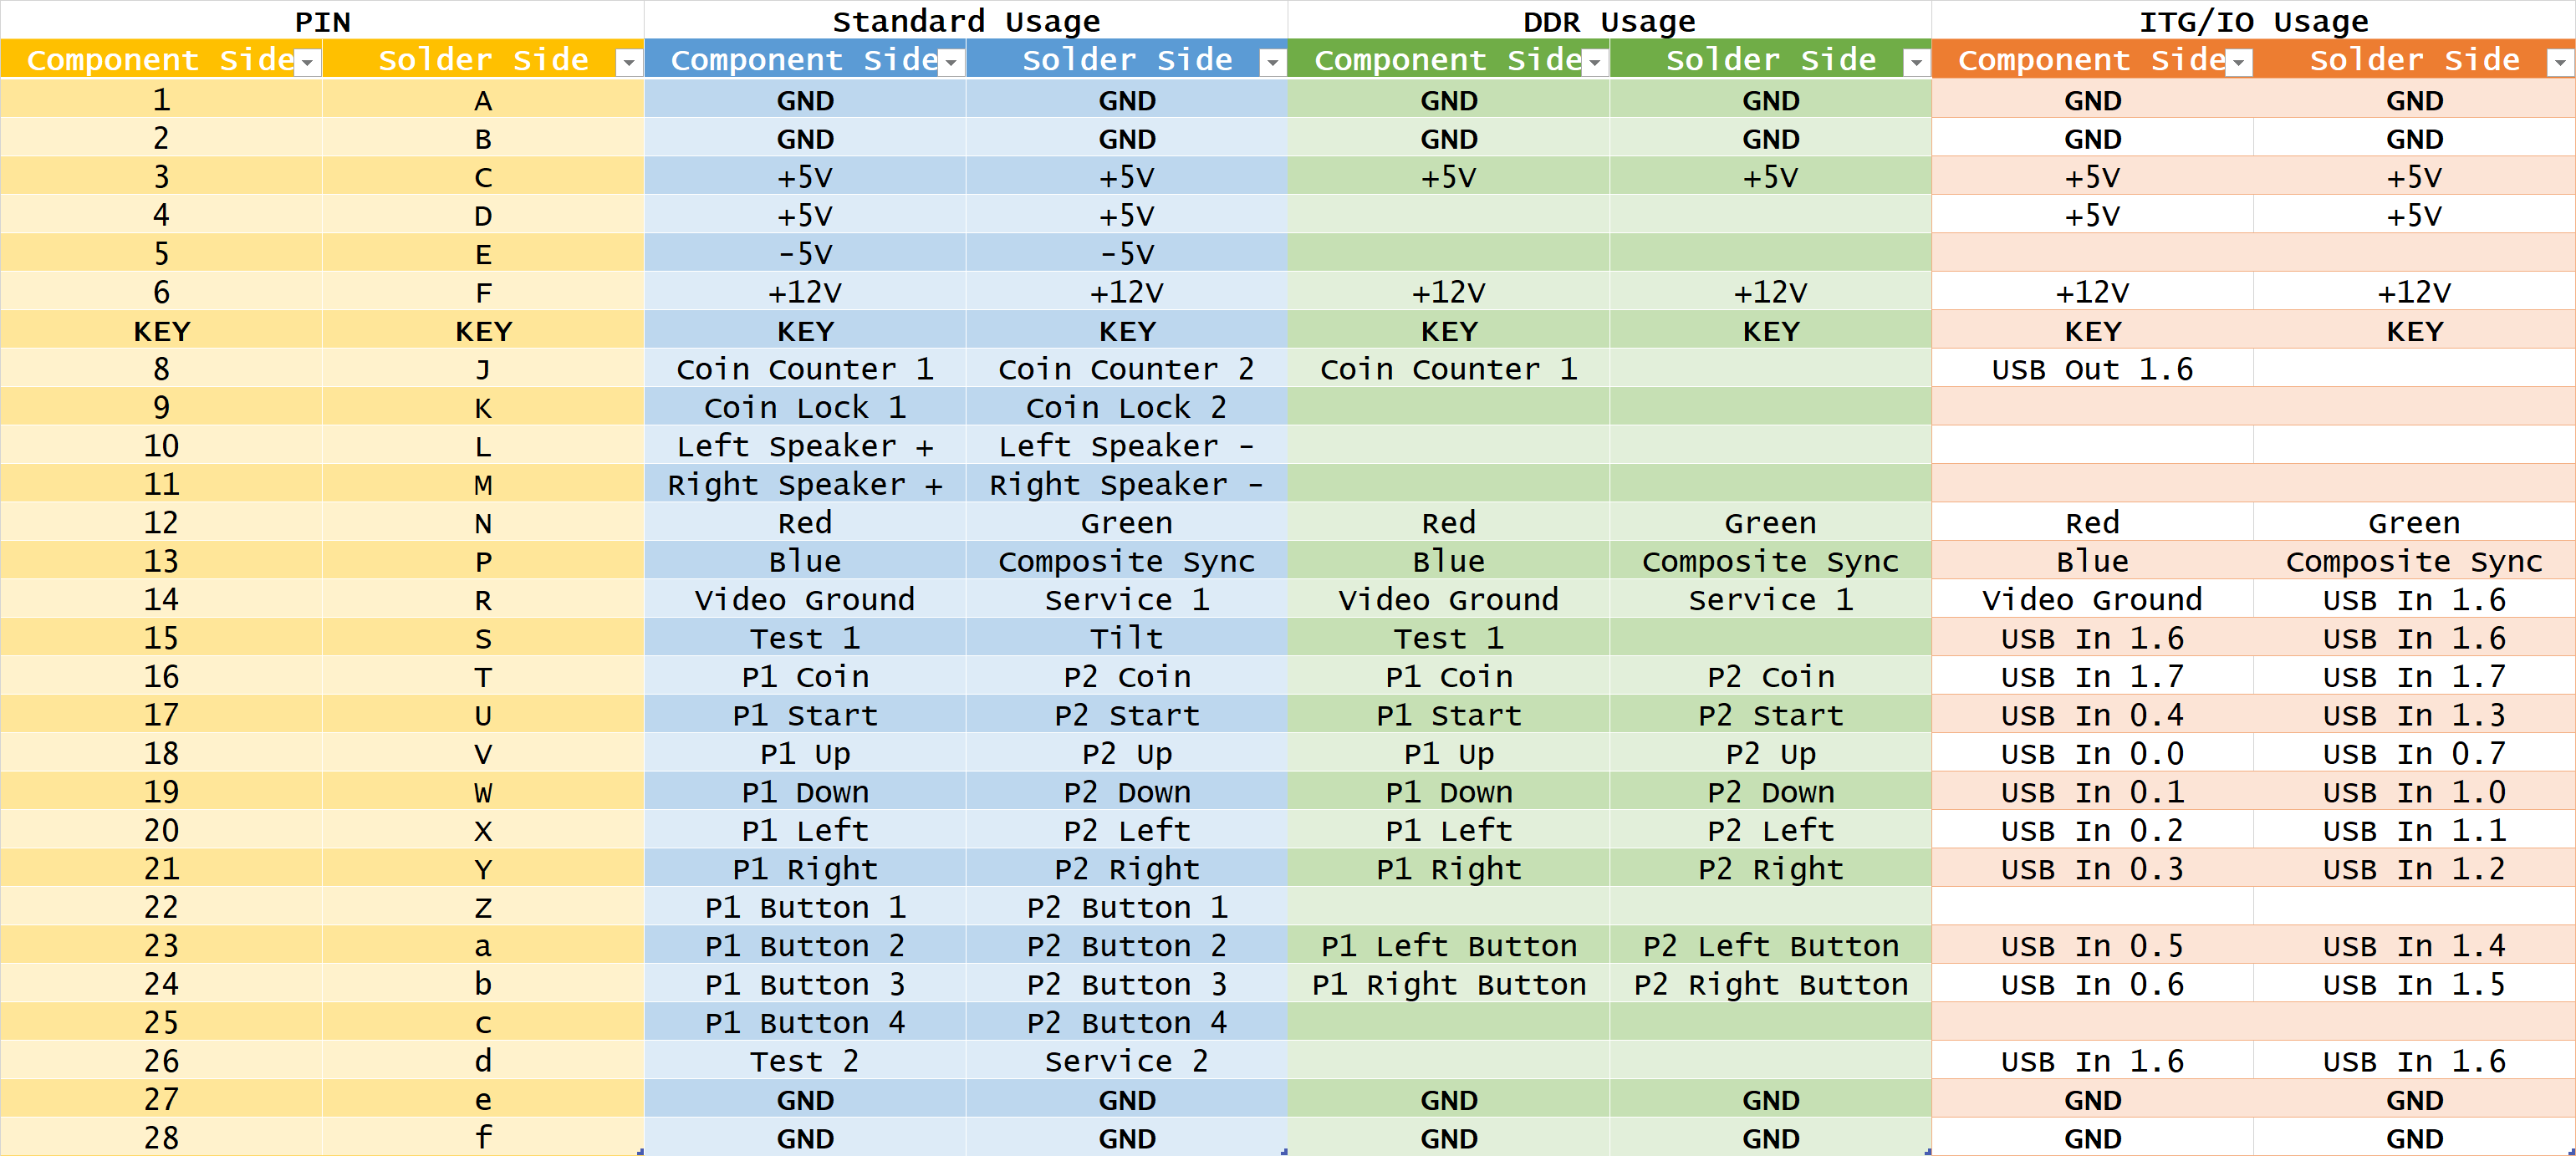 PIN Standard Usage DDR Usage ITG/IO Usage
Component Side Solder Side Component Side Solder Side Component Side Solder Side Component Side Solder Side
1 A GND GND GND GND GND GND
2 B GND GND GND GND GND GND
3 C +5V +5V +5V +5V +5V +5V
4 D +5V +5V +5V +5V
5 E -5V -5V
6 F +12V +12V +12V +12V +12V +12V
KEY KEY KEY KEY KEY KEY KEY KEY
8 J Coin Counter 1 Coin Counter 2 Coin Counter 1 USB Out 1.6
9 K Coin Lock 1 Coin Lock 2
10 L Left Speaker + Left Speaker -
11 M Right Speaker + Right Speaker -
12 N Red Green Red Green Red Green
13 P Blue Composite Sync Blue Composite Sync Blue Composite Sync
14 R Video Ground Service 1 Video Ground Service 1 Video Ground USB In 1.6
15 S Test 1 Tilt Test 1 USB In 1.6 USB In 1.6
16 T P1 Coin P2 Coin P1 Coin P2 Coin USB In 1.7 USB In 1.7
17 U P1 Start P2 Start P1 Start P2 Start USB In 0.4 USB In 1.3
18 V P1 Up P2 Up P1 Up P2 Up USB In 0.0 USB In 0.7
19 W P1 Down P2 Down P1 Down P2 Down USB In 0.1 USB In 1.0
20 X P1 Left P2 Left P1 Left P2 Left USB In 0.2 USB In 1.1
21 Y P1 Right P2 Right P1 Right P2 Right USB In 0.3 USB In 1.2
22 Z P1 Button 1 P2 Button 1
23 a P1 Button 2 P2 Button 2 P1 Left Button P2 Left Button USB In 0.5 USB In 1.4
24 b P1 Button 3 P2 Button 3 P1 Right Button P2 Right Button USB In 0.6 USB In 1.5
25 c P1 Button 4 P2 Button 4
26 d Test 2 Service 2 USB In 1.6 USB In 1.6
27 e GND GND GND GND GND GND
28 f GND GND GND GND GND GND